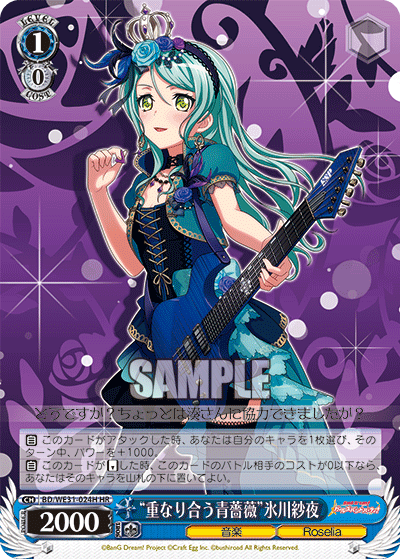 LEVEL
1
0
COST
ESP
SAMPLE
どうですか？ちょっとは湊さんに協力できましたか？
自 このカードがアタックした時、あなたは自分のキャラを1枚選び、そのターン中、パワーを＋1000。
自 このカードがアタックした時、このカードのバトル相手のコストが0以下なら、あなたはそのキャラを山札の下に置いてよい。
CH BD/WE31-024H HR
2000
“重なり合う青薔薇”氷川紗夜
音楽
Roselia
©BanG Dream! Project ©Craft Egg Inc. ©bushiroad All Rights Reserved.